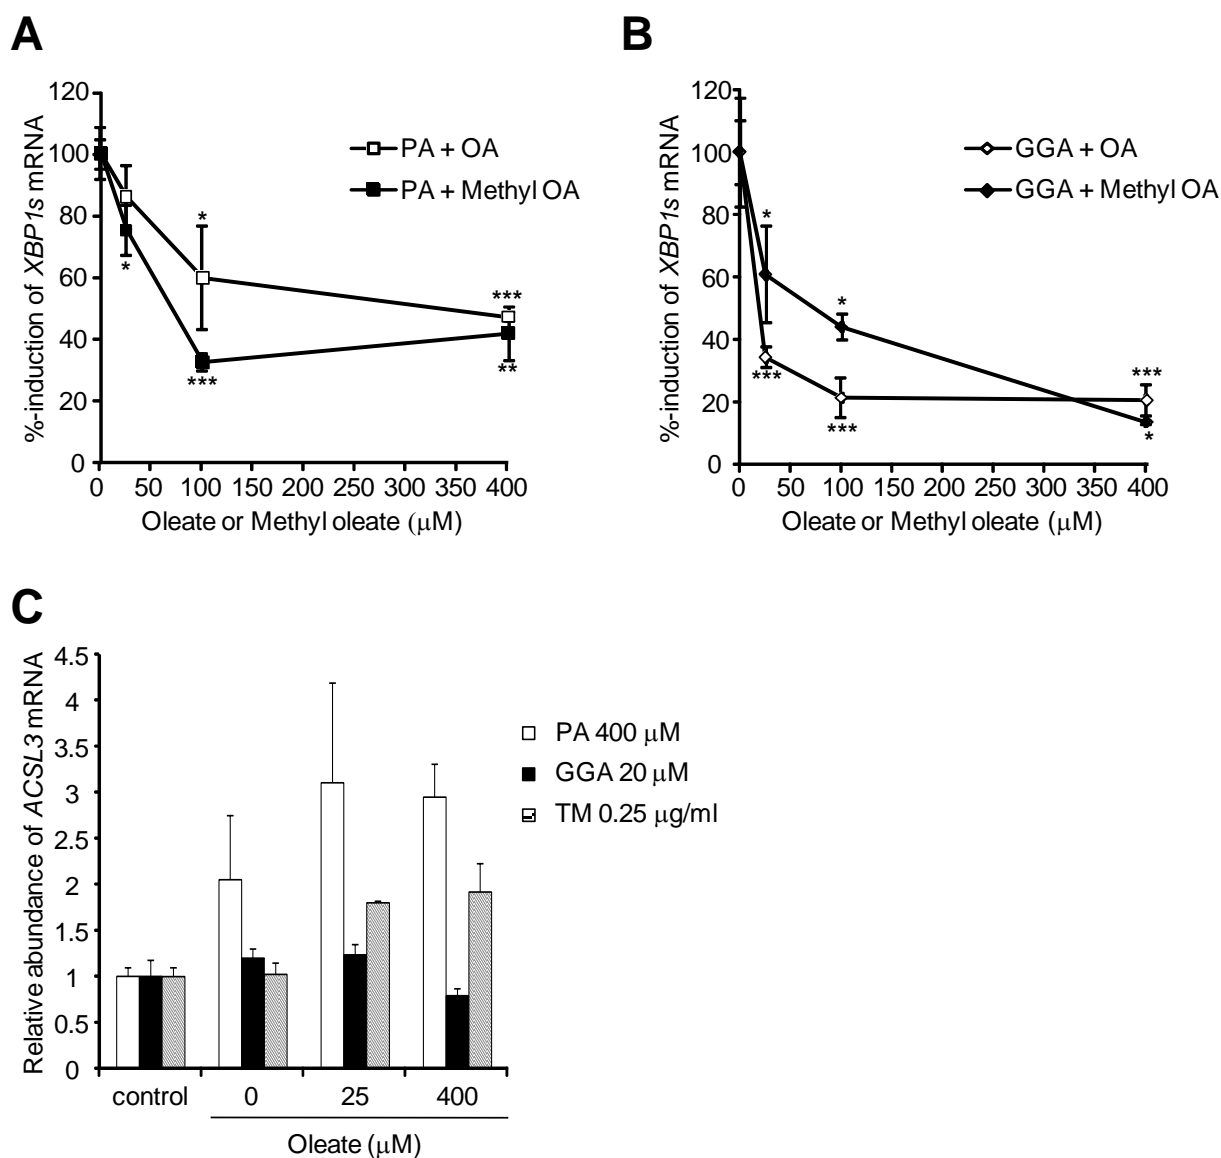 A
%-induction of XBP1s mRNA
120
100
80
60
40
20
0
PA + OA
PA + Methyl OA
*
*
***
***
**
0 50 100 150 200 250 300 350 400
Oleate or Methyl oleate (μM)
B
%-induction of XBP1s mRNA
120
100
80
60
40
20
0
GGA + OA
GGA + Methyl OA
*
***
*
***
***
*
0 50 100 150 200 250 300 350 400
Oleate or Methyl oleate (μM)
C
Relative abundance of ACSL3 mRNA
4.5
4
3.5
3
2.5
2
1.5
1
0.5
0
PA 400 μM
GGA 20 μM
TM 0.25 μg/ml
control 0 25 400
Oleate (μM)